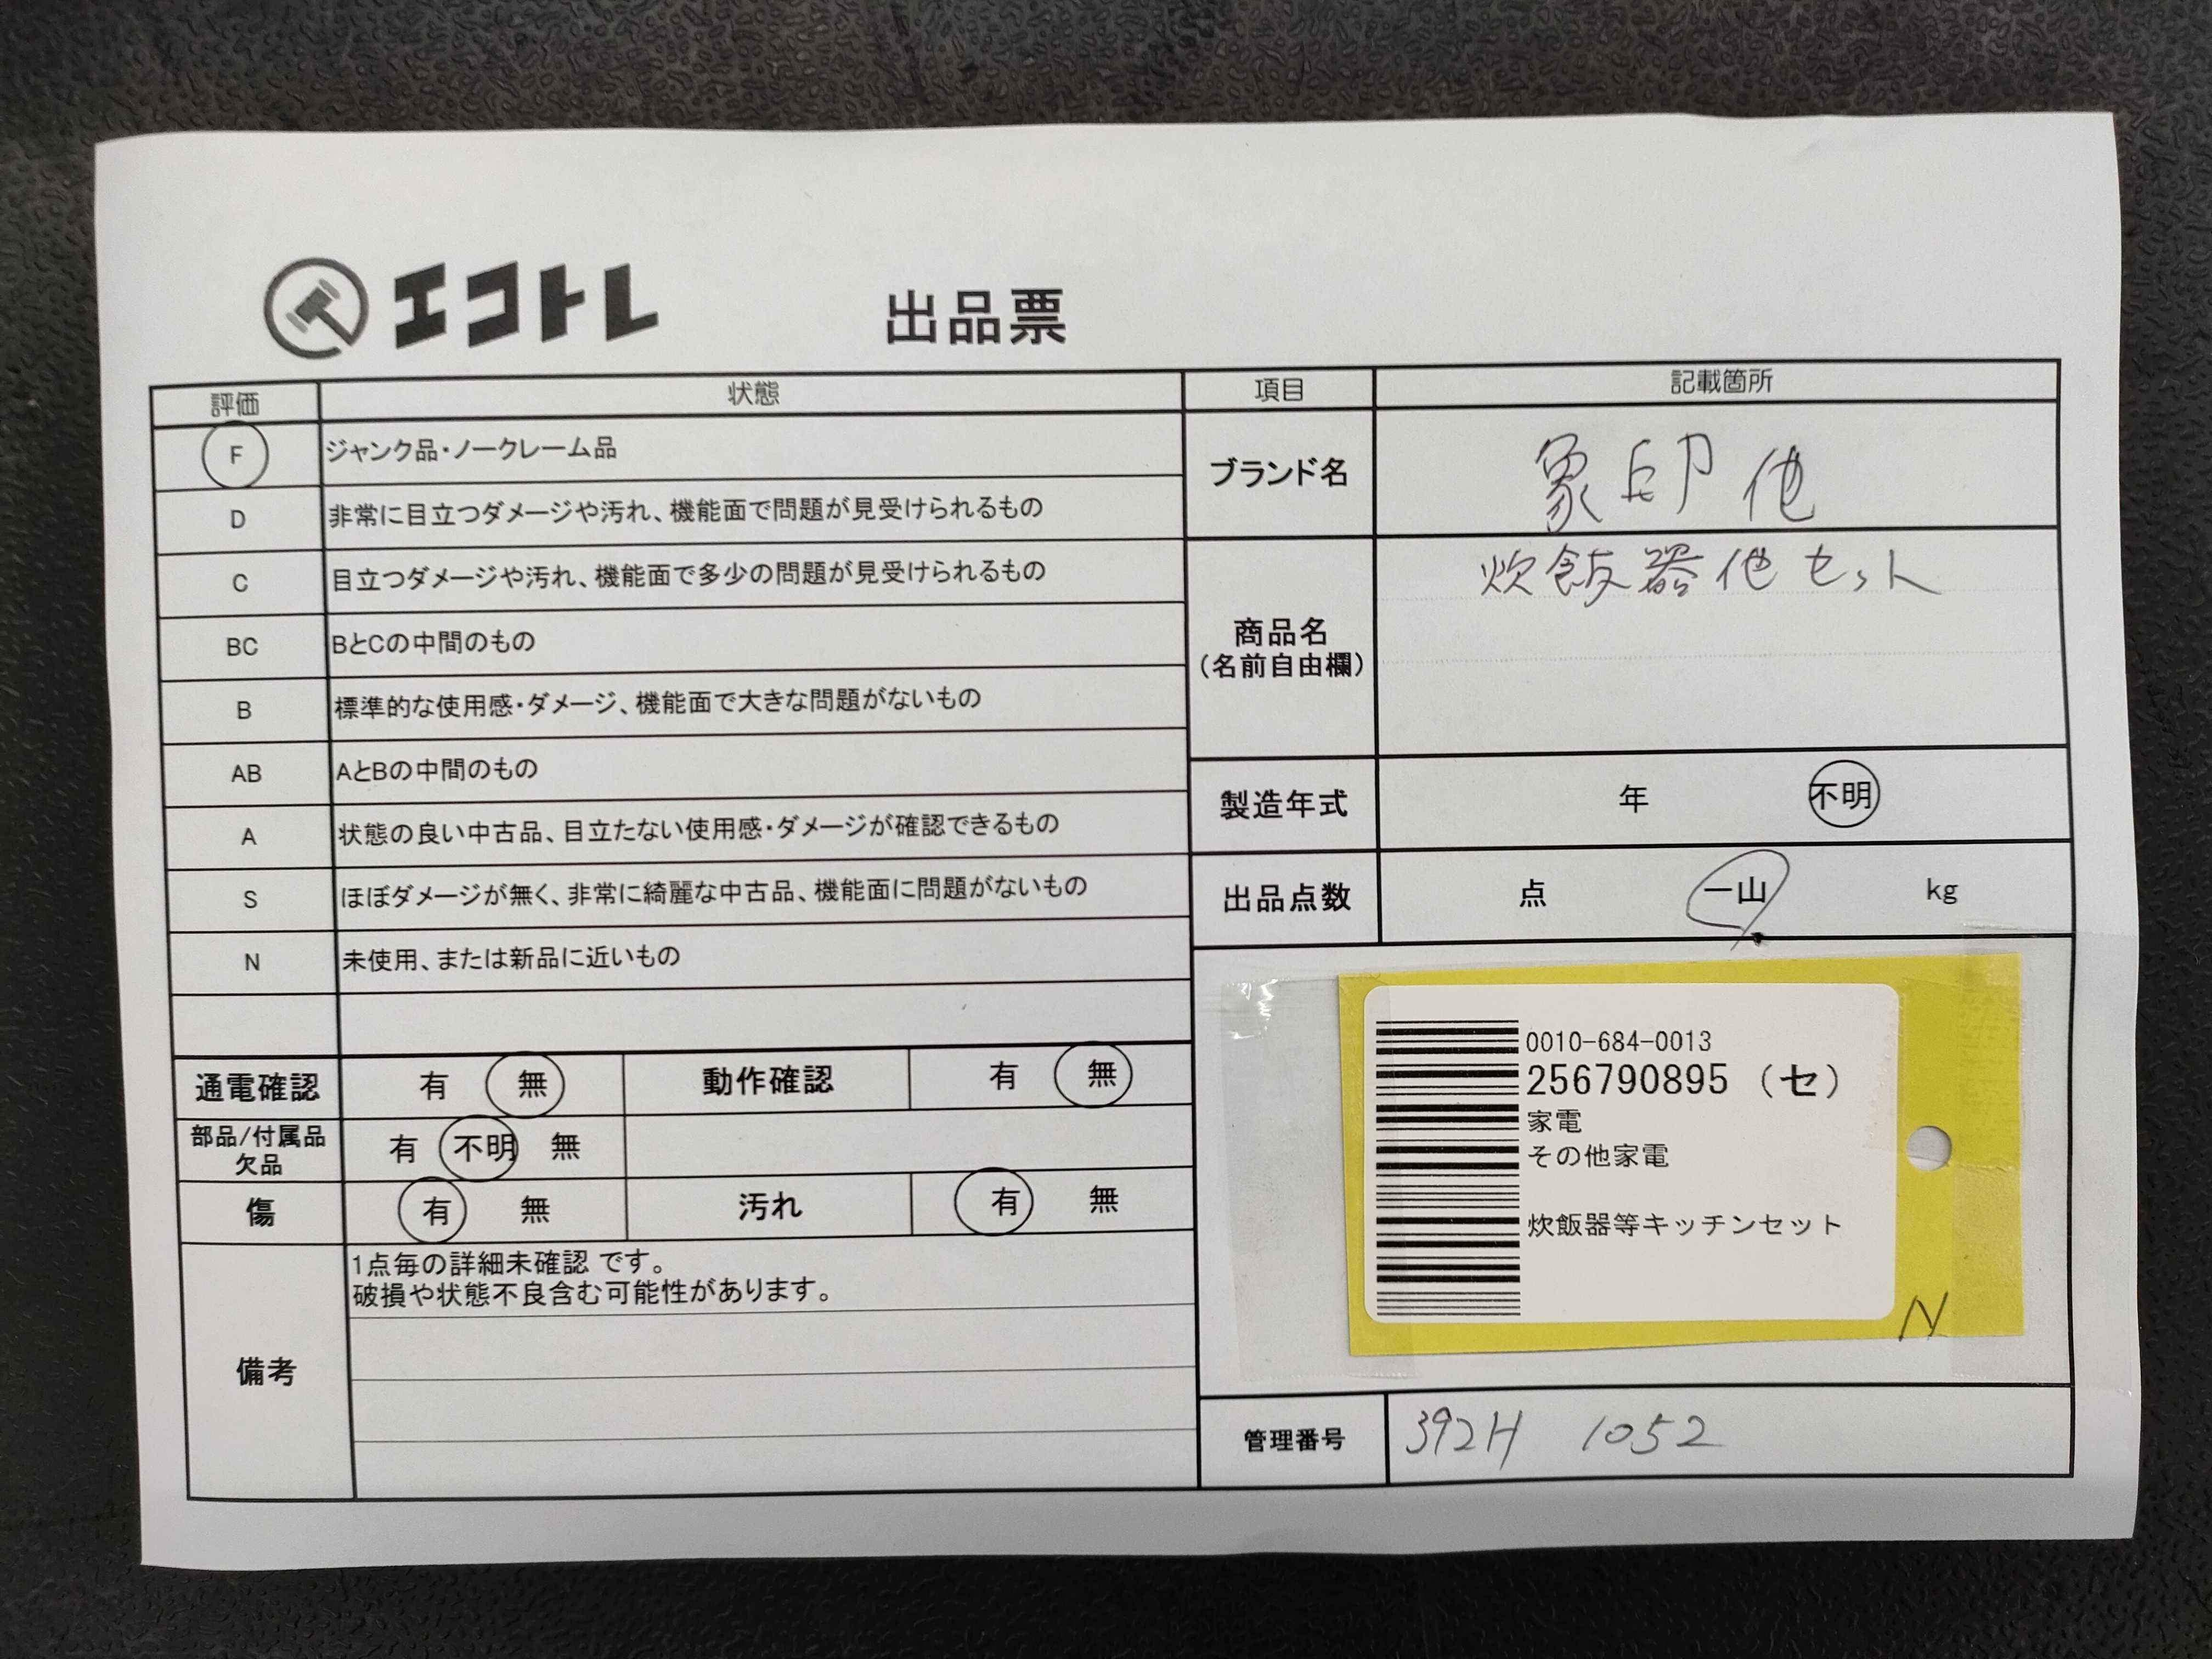 エコトレ
出品票
評価 状態
F ジャンク品・ノークレーム品
D 非常に目立つダメージや汚れ、機能面で問題が見受けられるもの
C 目立つダメージや汚れ、機能面で多少の問題が見受けられるもの
BC BとCの中間のもの
B 標準的な使用感・ダメージ、機能面で大きな問題がないもの
AB AとBの中間のもの
A 状態の良い中古品、目立たない使用感・ダメージが確認できるもの
S ほぼダメージが無く、非常に綺麗な中古品、機能面に問題がないもの
N 未使用、または新品に近いもの
通電確認 有 無 動作確認 有 無
部品/付属品
欠品 有 不明 無
傷 有 無 汚れ 有 無
備考
1点毎の詳細未確認 です。
破損や状態不良含む可能性があります。
項目 記載箇所
ブランド名 象印 他
商品名
(名前自由欄)
炊飯器他セット
製造年式 年 不明
出品点数 点 一山 kg
0010-684-0013
256790895 (セ)
家電
その他家電
炊飯器等キッチンセット
N
管理番号 392H 1052